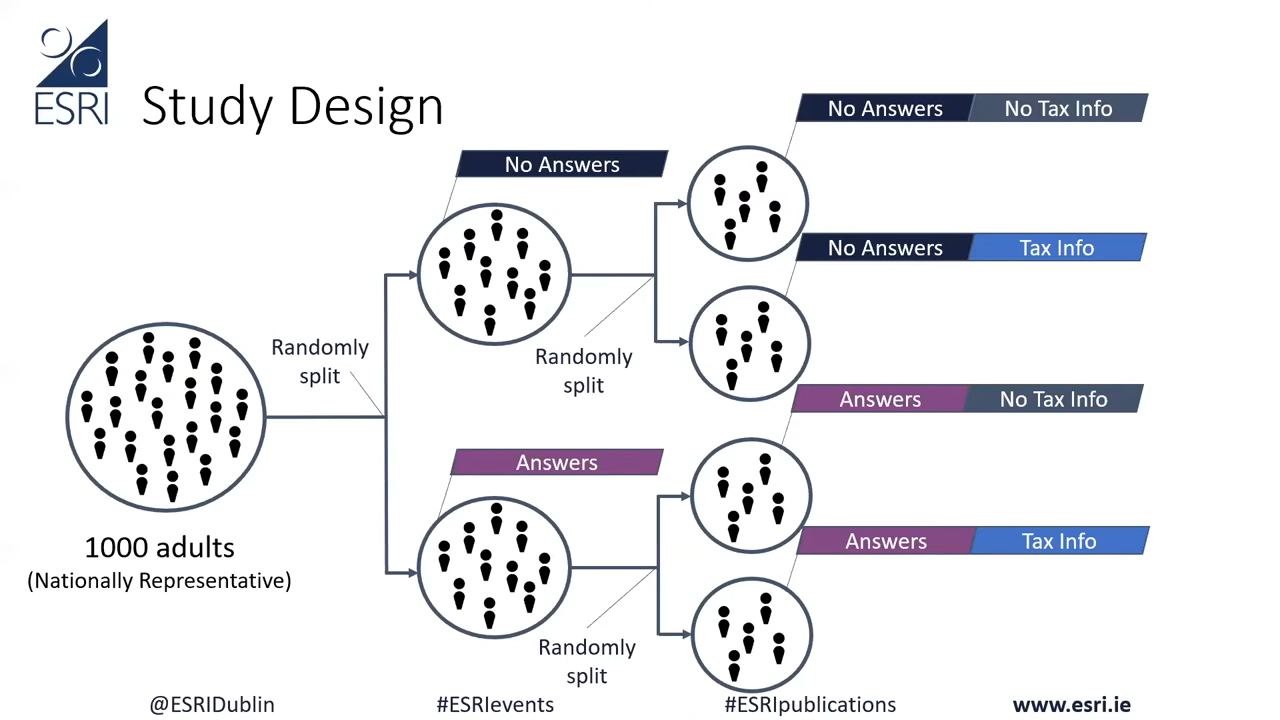 ESRI
Study Design
No Answers
No Answers No Tax Info
No Answers Tax Info
Randomly
split
Randomly
split
1000 adults
(Nationally Representative)
Answers
Answers No Tax Info
Answers Tax Info
Randomly
split
@ESRIDublin
#ESRIevents
#ESRIpublications
www.esri.ie